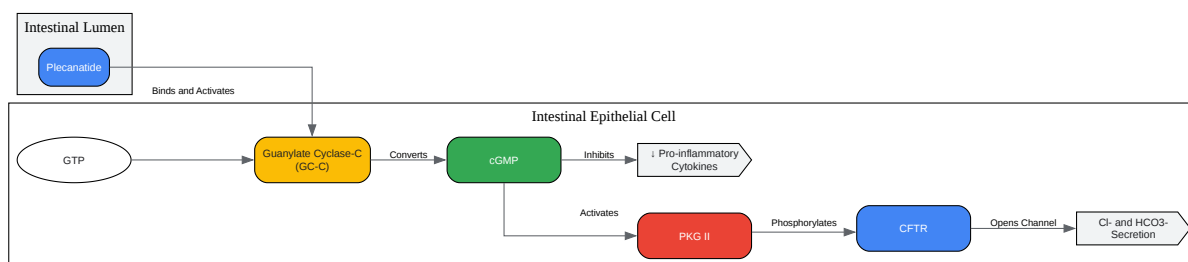 Intestinal Lumen
Plecanatide
Binds and Activates
Intestinal Epithelial Cell
GTP
Guanylate Cyclase-C
(GC-C)
Converts
cGMP
Inhibits
↓ Pro-inflammatory
Cytokines
Activates
PKG II
Phosphorylates
CFTR
Opens Channel
Cl- and HCO3-
Secretion